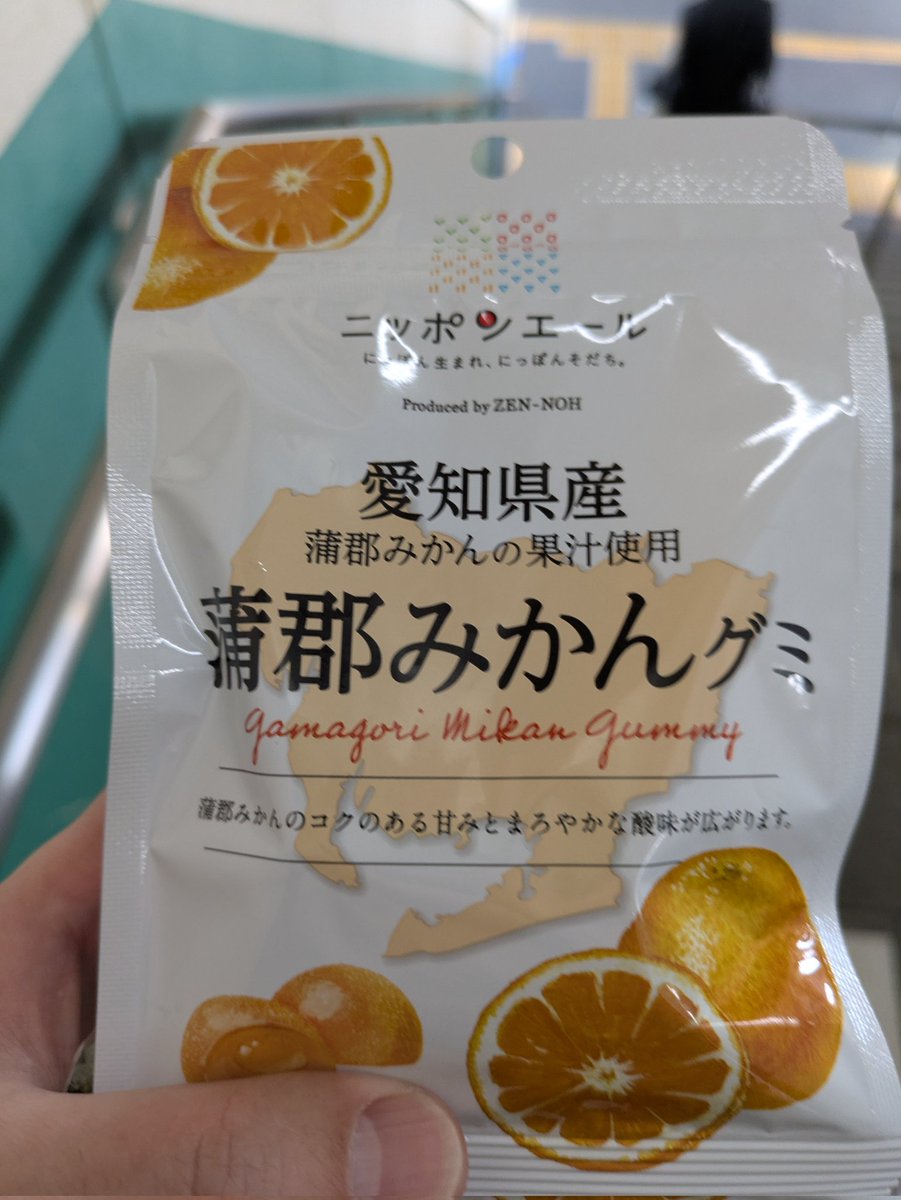 ニッポンエール
にっぽん生まれ、にっぽんそだち。
Produced by ZEN-NOH
愛知県産
蒲郡みかんの果汁使用
蒲郡みかんグミ
Gamagori Mikan Gummy
蒲郡みかんのコクのある甘みとまろやかな酸味が広がります。